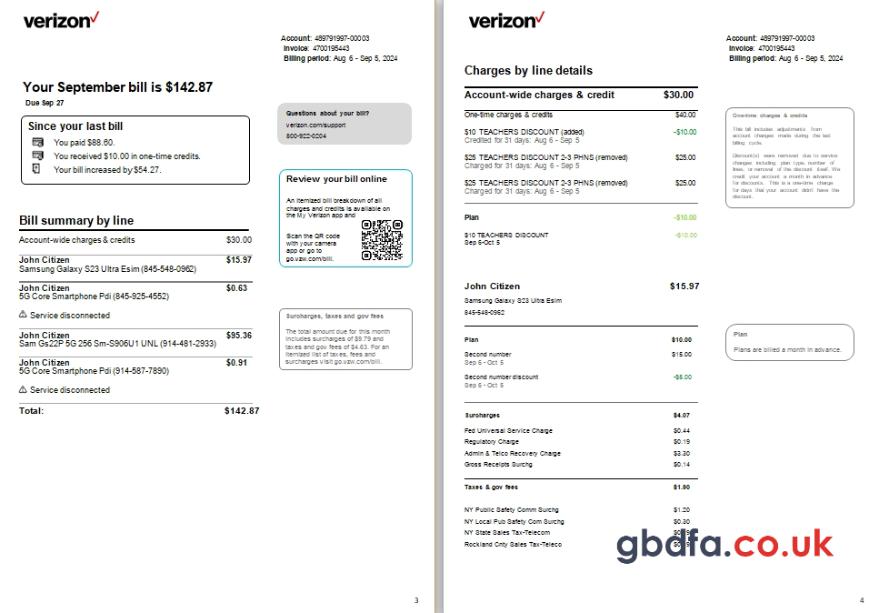 verizon
Account: 489791997-00003
Invoice: 4700195443
Billing period: Aug 6 - Sep 5, 2024
Your September bill is $142.87
Due Sep 27
Since your last bill
You paid $88.60.
You received $10.00 in one-time credits.
Your bill increased by $54.27.
Questions about your bill?
verizon.com/support
800-922-0204
Review your bill online
An itemized bill breakdown of all
charges and credits is available on
the My Verizon app and
Scan the QR code
with your camera
app or go to
go.vzw.com/bill.
Bill summary by line
Account-wide charges & credits $30.00
John Citizen $15.97
Samsung Galaxy S23 Ultra Esim (845-548-0962)
John Citizen $0.63
5G Core Smartphone Pdi (845-925-4552)
Service disconnected
John Citizen $95.36
Sam Gs22P 5G 256 Sm-S906U1 UNL (914-481-2933)
John Citizen $0.91
5G Core Smartphone Pdi (914-587-7890)
Service disconnected
Total: $142.87
Surcharges, taxes and gov fees
The total amount due for this month
includes surcharges of $9.79 and
taxes and gov fees of $4.63. For an
itemized list of taxes, fees and
surcharges visit go.vzw.com/bill.
3
verizon
Account: 489791997-00003
Invoice: 4700195443
Billing period: Aug 6 - Sep 5, 2024
Charges by line details
Account-wide charges & credit $30.00
One-time charges & credits $40.00
$10 TEACHERS DISCOUNT (added) -$10.00
Credited for 31 days: Aug 6 - Sep 5
$25 TEACHERS DISCOUNT 2-3 PHNS (removed) $25.00
Charged for 31 days: Aug 6 - Sep 5
$25 TEACHERS DISCOUNT 2-3 PHNS (removed) $25.00
Charged for 31 days: Aug 6 - Sep 5
Plan -$10.00
$10 TEACHERS DISCOUNT -$10.00
Sep 6-Oct 5
One-time charges & credits
This bill includes adjustments from
account changes made during the last
billing cycle.
Discount(s) were removed due to service
changes including plan type, number of
lines, or removal of the discount itself. We
credit your account a month in advance
for discounts. This is a one-time charge
for days that your account didn't have the
discount.
John Citizen $15.97
Samsung Galaxy S23 Ultra Esim
845-548-0962
Plan $10.00
Second number $15.00
Sep 6 - Oct 5
Second number discount -$5.00
Sep 6 - Oct 5
Plan
Plans are billed a month in advance.
Surcharges $4.07
Fed Universal Service Charge $0.44
Regulatory Charge $0.19
Admin & Telco Recovery Charge $3.30
Gross Receipts Surchg $0.14
Taxes & gov fees $1.90
NY Public Safety Comm Surchg $1.20
NY Local Pub Safety Com Surchg $0.30
NY State Sales Tax-Telecom
Rockland Cnty Sales Tax-Teleco
gbdfa.co.uk
4